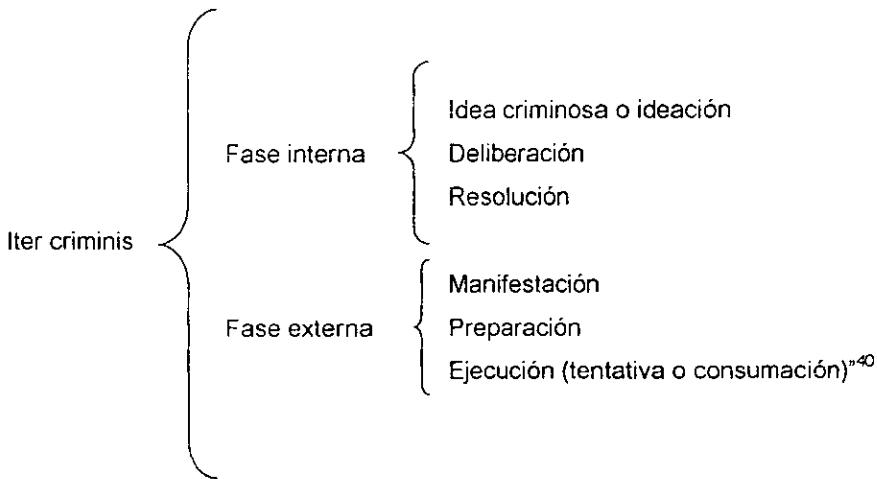 Idea criminosa o ideación
Fase interna
Deliberación
Resolución
Iter criminis
Manifestación
Fase externa
Preparación
Ejecución (tentativa o consumación)"40